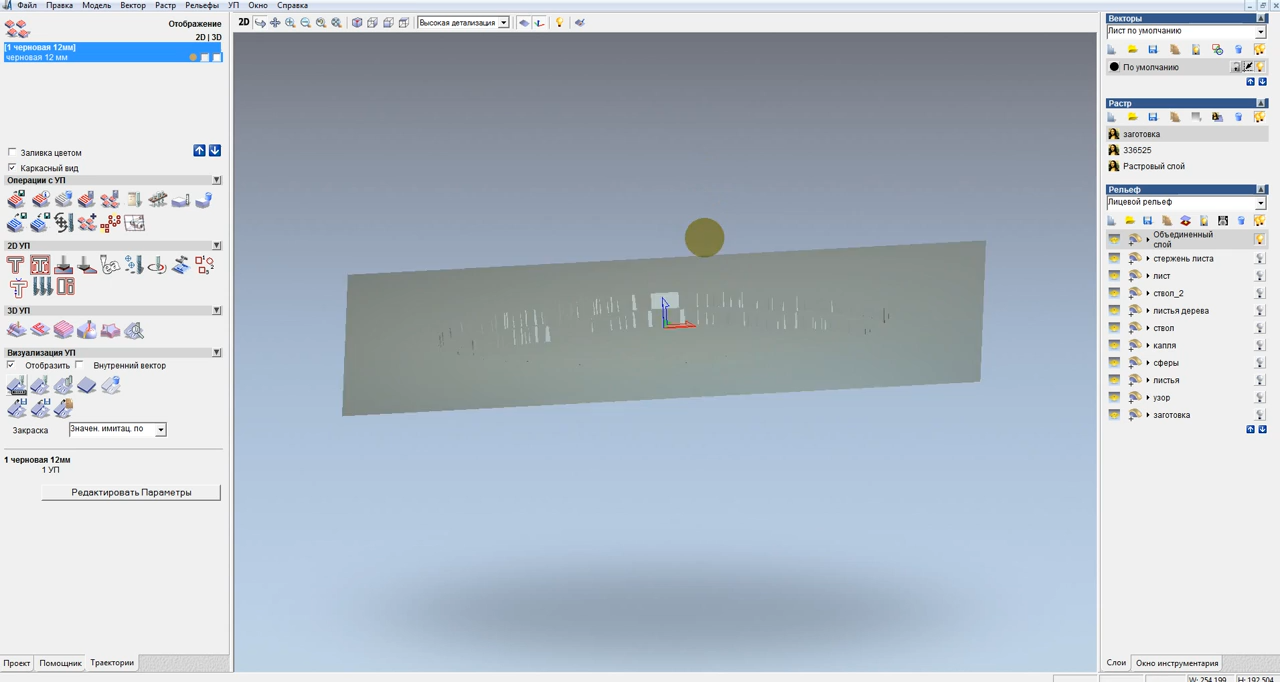 Файл Правка Модель Вектор Растр Рельефы УП Окно Справка
Отображение
2D | 3D
[1 черновая 12мм]
черновая 12 мм
Заливка цветом
Каркасный вид
Операции с УП
2D УП
3D УП
Визуализация УП
Отобразить Внутренний вектор
Закраска Значен. имитац. по
1 черновая 12мм
1 УП
Редактировать Параметры
Проект Помощник Траектории
2D
Высокая детализация
Векторы
Лист по умолчанию
По умолчанию
Растр
заготовка
336525
Растровый слой
Рельеф
Лицевой рельеф
Объединенный
слой
стержень листа
лист
ствол_2
листья дерева
ствол
капля
сферы
листья
узор
заготовка
Слои Окно инструментария
W: 254.199 H: 192.504